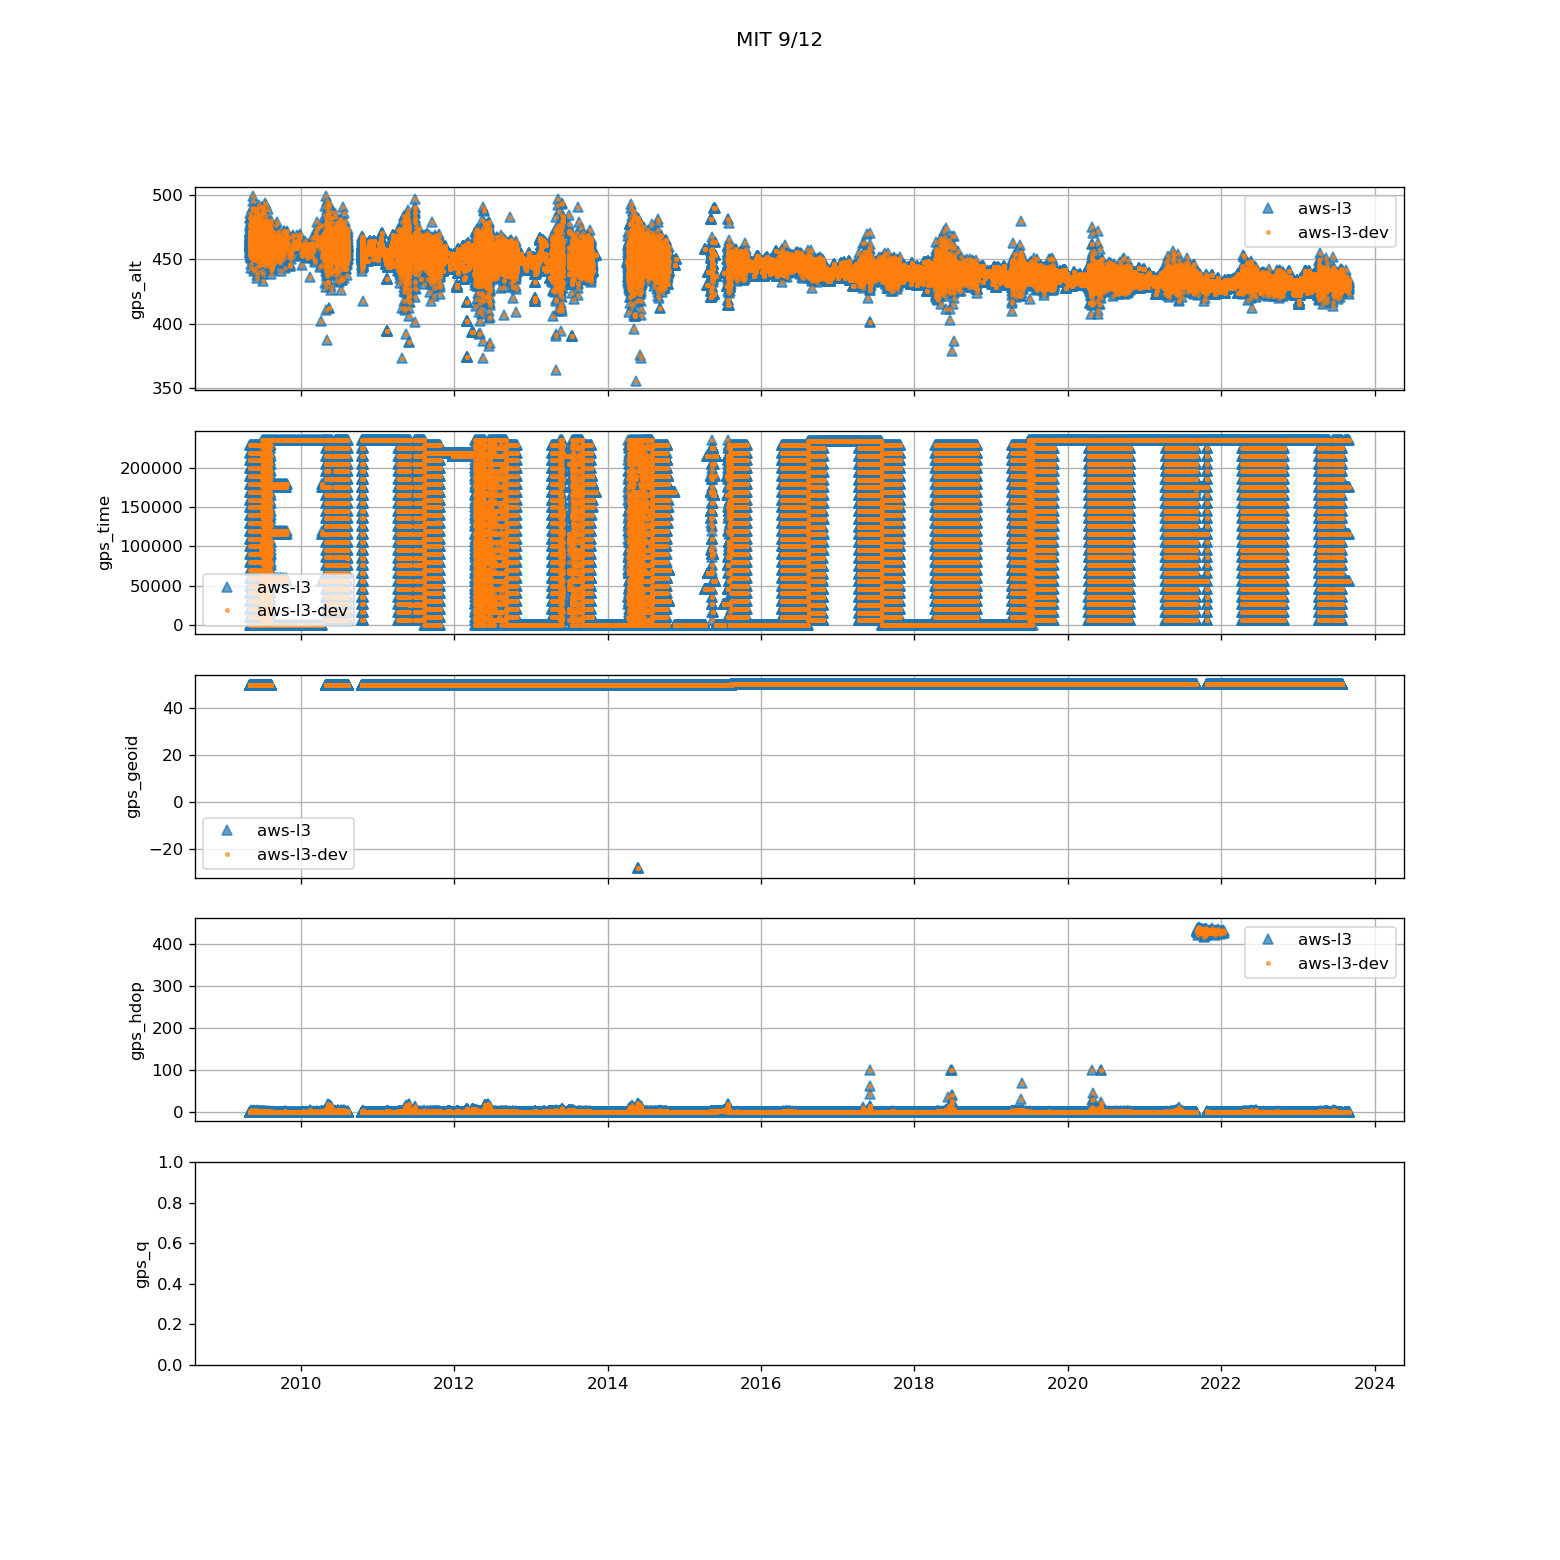 MIT 9/12
500
450
400
350
gps_alt
aws-l3
aws-l3-dev
200000
150000
100000
50000
0
gps_time
aws-l3
aws-l3-dev
40
20
0
−20
gps_geoid
aws-l3
aws-l3-dev
400
300
200
100
0
gps_hdop
aws-l3
aws-l3-dev
1.0
0.8
0.6
0.4
0.2
0.0
gps_q
2010 2012 2014 2016 2018 2020 2022 2024